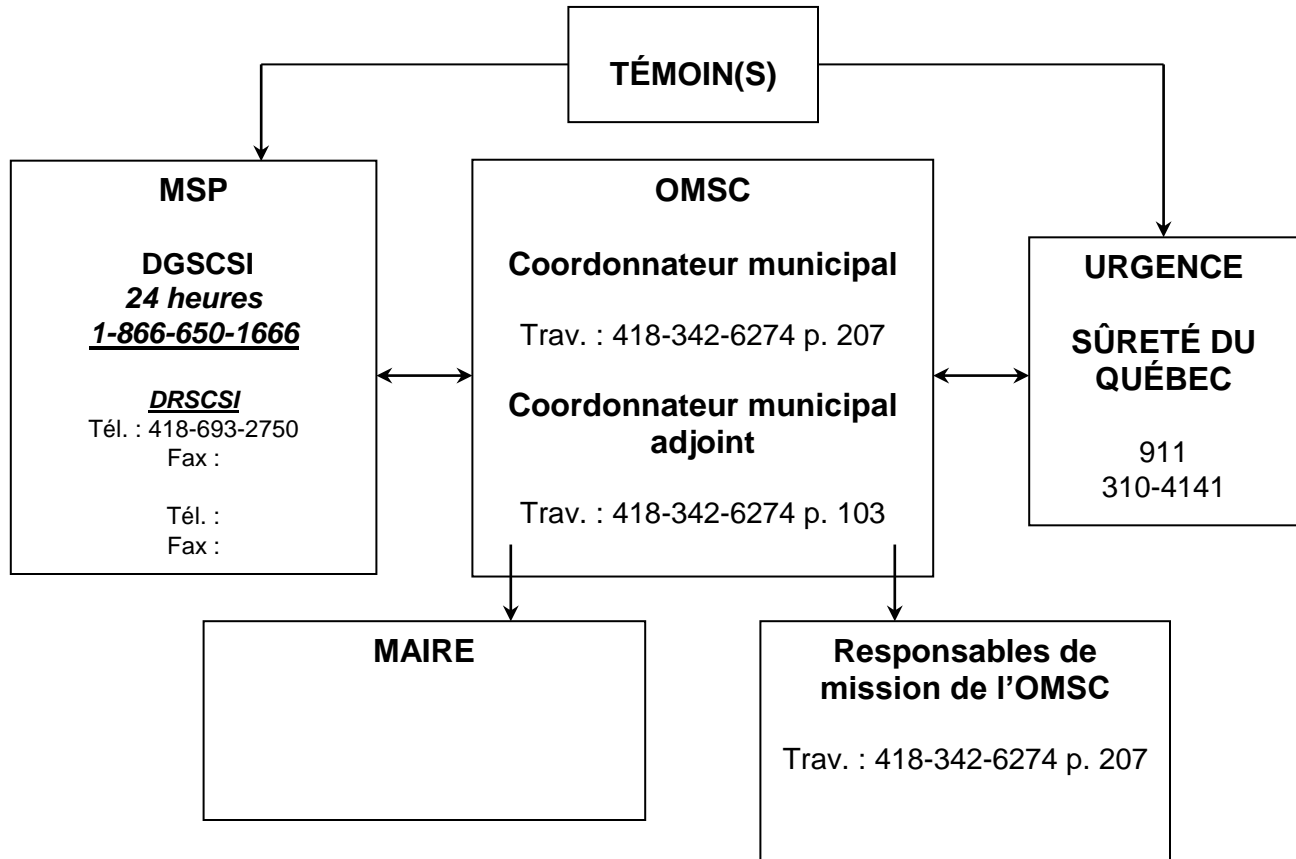 TÉMOIN(S)
MSP
DGSCSI
24 heures
1-866-650-1666
DRSCSI
Tél. : 418-693-2750
Fax :
Tél. :
Fax :
OMSC
Coordonnateur municipal
Trav. : 418-342-6274 p. 207
Coordonnateur municipal
adjoint
Trav. : 418-342-6274 p. 103
URGENCE
SÛRETÉ DU
QUÉBEC
911
310-4141
MAIRE
Responsables de
mission de l’OMSC
Trav. : 418-342-6274 p. 207